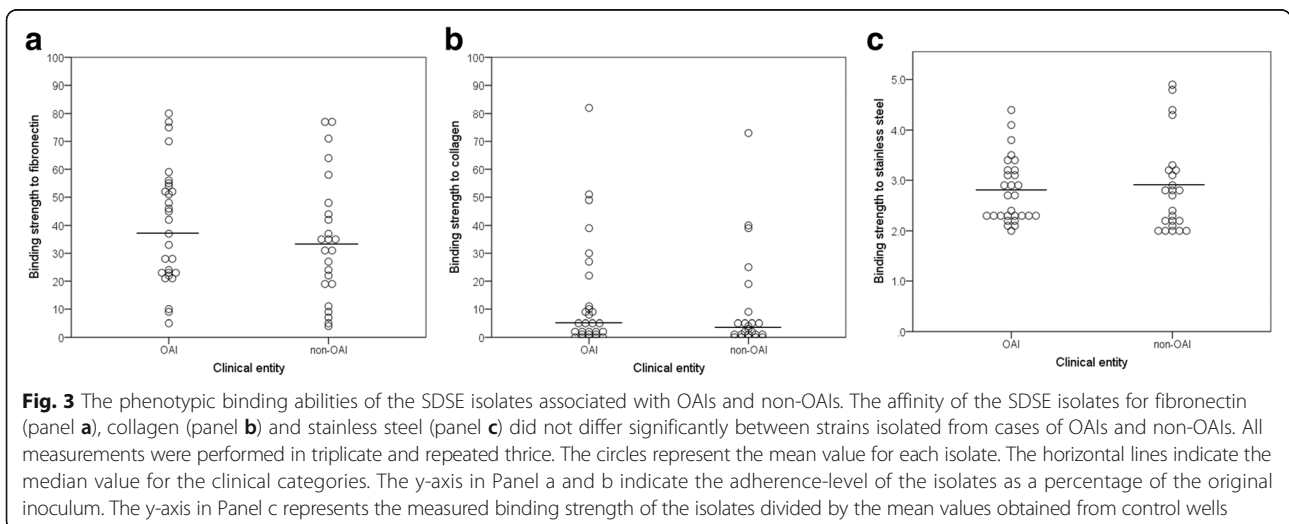 a
b
c
100
90
80
70
60
50
40
30
20
10
0
Binding strength to fibronectin
OAI
non-OAI
Clinical entity
100
90
80
70
60
50
40
30
20
10
0
Binding strength to collagen
OAI
non-OAI
Clinical entity
5.0
4.0
3.0
2.0
1.0
.0
Binding strength to stainless steel
OAI
non-OAI
Clinical entity
Fig. 3 The phenotypic binding abilities of the SDSE isolates associated with OAIs and non-OAIs. The affinity of the SDSE isolates for fibronectin
(panel a), collagen (panel b) and stainless steel (panel c) did not differ significantly between strains isolated from cases of OAIs and non-OAIs. All
measurements were performed in triplicate and repeated thrice. The circles represent the mean value for each isolate. The horizontal lines indicate the
median value for the clinical categories. The y-axis in Panel a and b indicate the adherence-level of the isolates as a percentage of the original
inoculum. The y-axis in Panel c represents the measured binding strength of the isolates divided by the mean values obtained from control wells